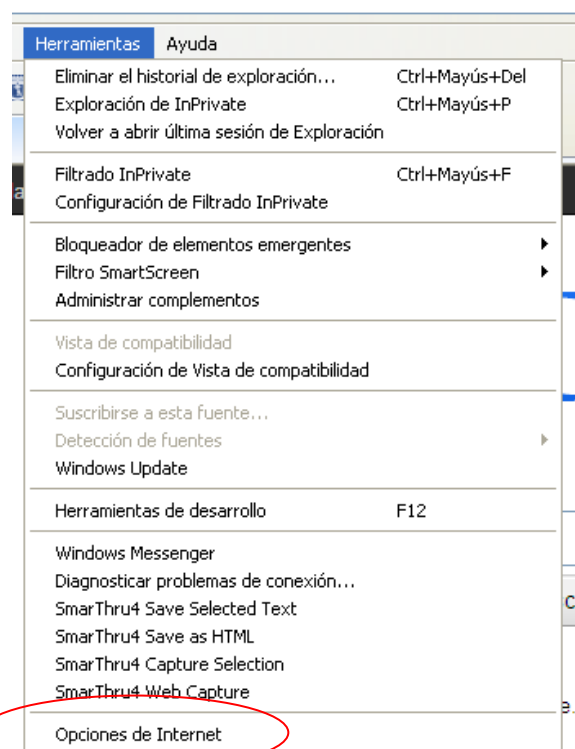 Herramientas Ayuda
Eliminar el historial de exploración... Ctrl+Mayús+Del
Exploración de InPrivate Ctrl+Mayús+P
Volver a abrir última sesión de Exploración
Filtrado InPrivate Ctrl+Mayús+F
Configuración de Filtrado InPrivate
Bloqueador de elementos emergentes
Filtro SmartScreen
Administrar complementos
Vista de compatibilidad
Configuración de Vista de compatibilidad
Suscribirse a esta fuente...
Detección de fuentes
Windows Update
Herramientas de desarrollo F12
Windows Messenger
Diagnosticar problemas de conexión...
SmarThru4 Save Selected Text
SmarThru4 Save as HTML
SmarThru4 Capture Selection
SmarThru4 Web Capture
Opciones de Internet